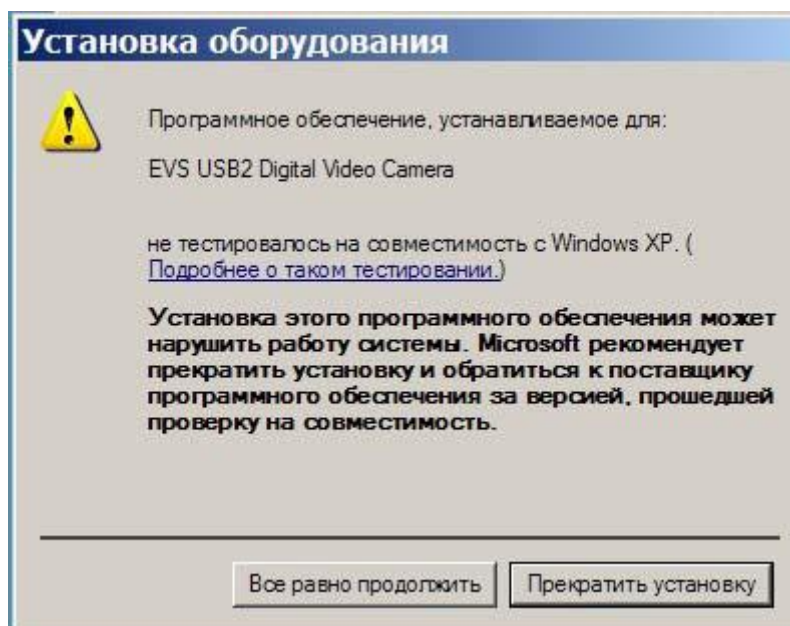 Установка оборудования
Программное обеспечение, устанавливаемое для:
EVS USB2 Digital Video Camera
не тестировалось на совместимость с Windows XP. (
Подробнее о таком тестировании.)
Установка этого программного обеспечения может
нарушить работу системы. Microsoft рекомендует
прекратить установку и обратиться к поставщику
программного обеспечения за версией, прошедшей
проверку на совместимость.
Все равно продолжить
Прекратить установку